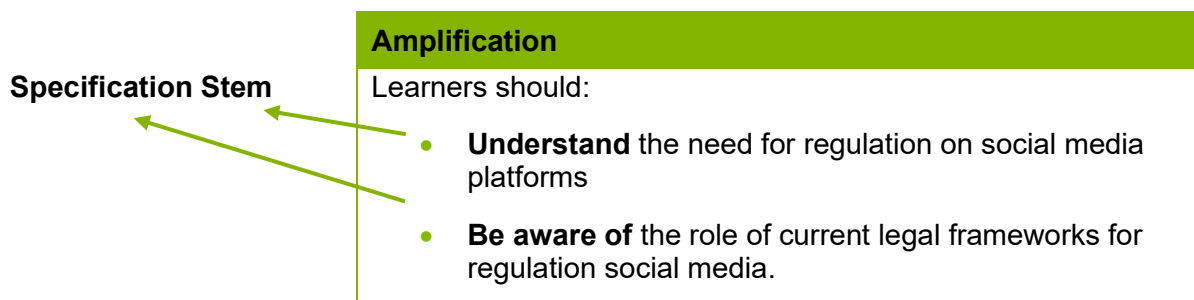 Amplification
Specification Stem
Learners should:
• Understand the need for regulation on social media
platforms
• Be aware of the role of current legal frameworks for
regulation social media.